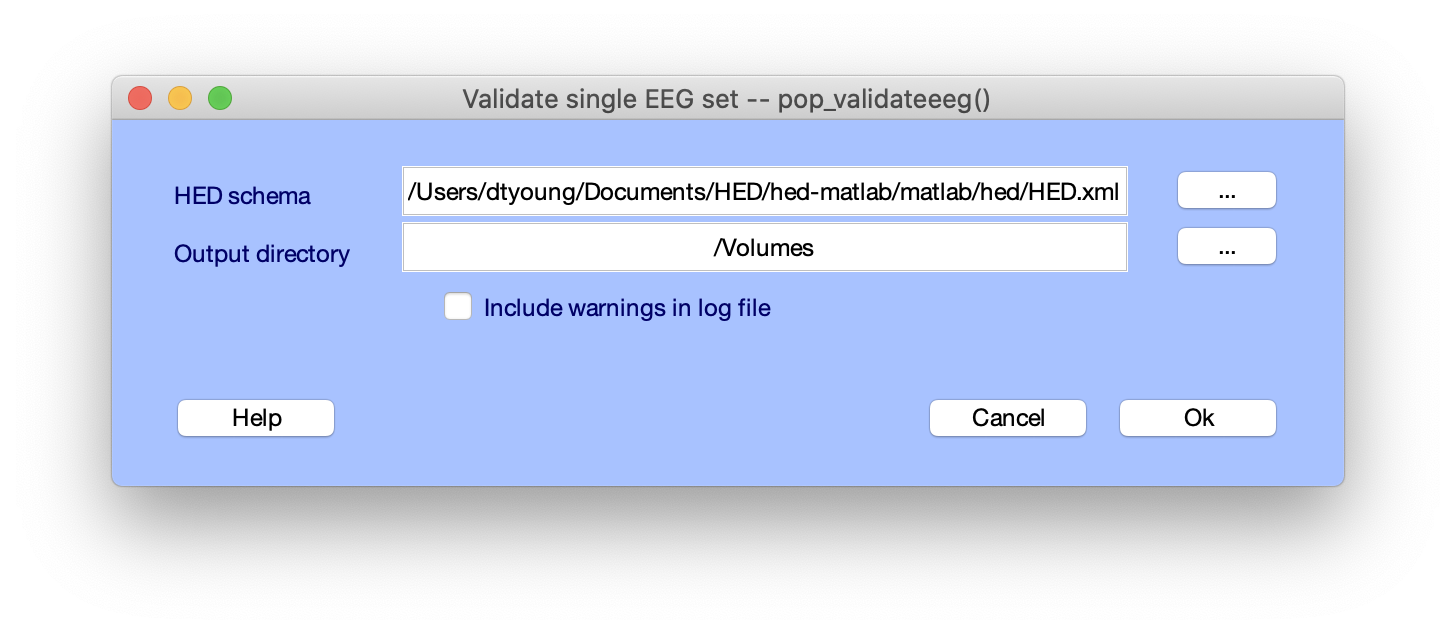 Validate single EEG set -- pop_validateeeg()
HED schema /Users/dtyoung/Documents/HED/hed-matlab/matlab/hed/HED.xml ...
Output directory /Volumes ...
Include warnings in log file
Help Cancel Ok